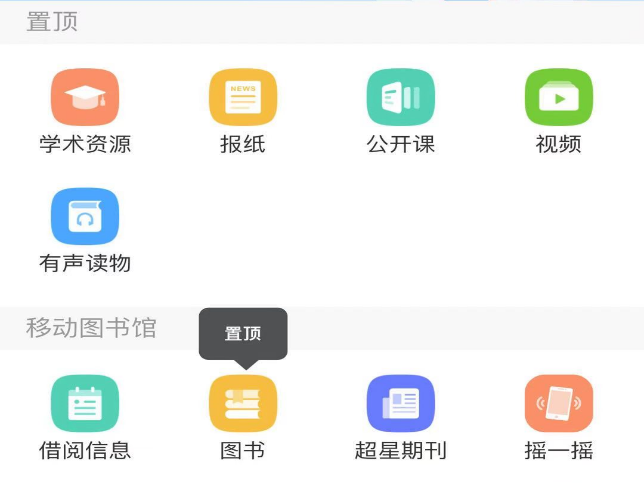 置顶
NEWS
学术资源 报纸 公开课 视频
有声读物
移动图书馆
置顶
借阅信息 图书 超星期刊 摇一摇